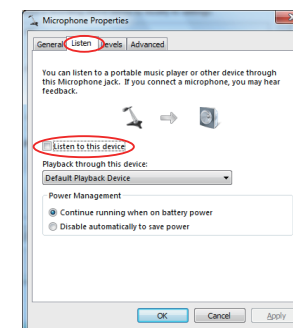 Microphone Properties
General Listen Levels Advanced
You can listen to a portable music player or other device through
this Microphone jack. If you connect a microphone, you may hear
feedback.
Listen to this device
Playback through this device:
Default Playback Device
Power Management
Continue running when on battery power
Disable automatically to save power
OK Cancel Apply